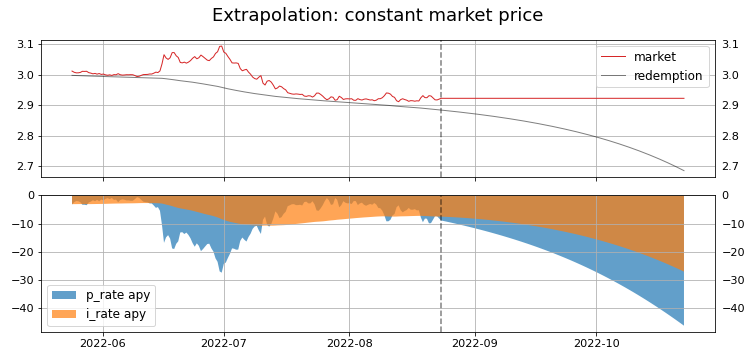 Extrapolation: constant market price
3.1 3.1
3.0 3.0
2.9 2.9
2.8 2.8
2.7 2.7
market
redemption
0 0
−10 −10
−20 −20
−30 −30
−40 −40
p_rate apy
i_rate apy
2022-06 2022-07 2022-08 2022-09 2022-10